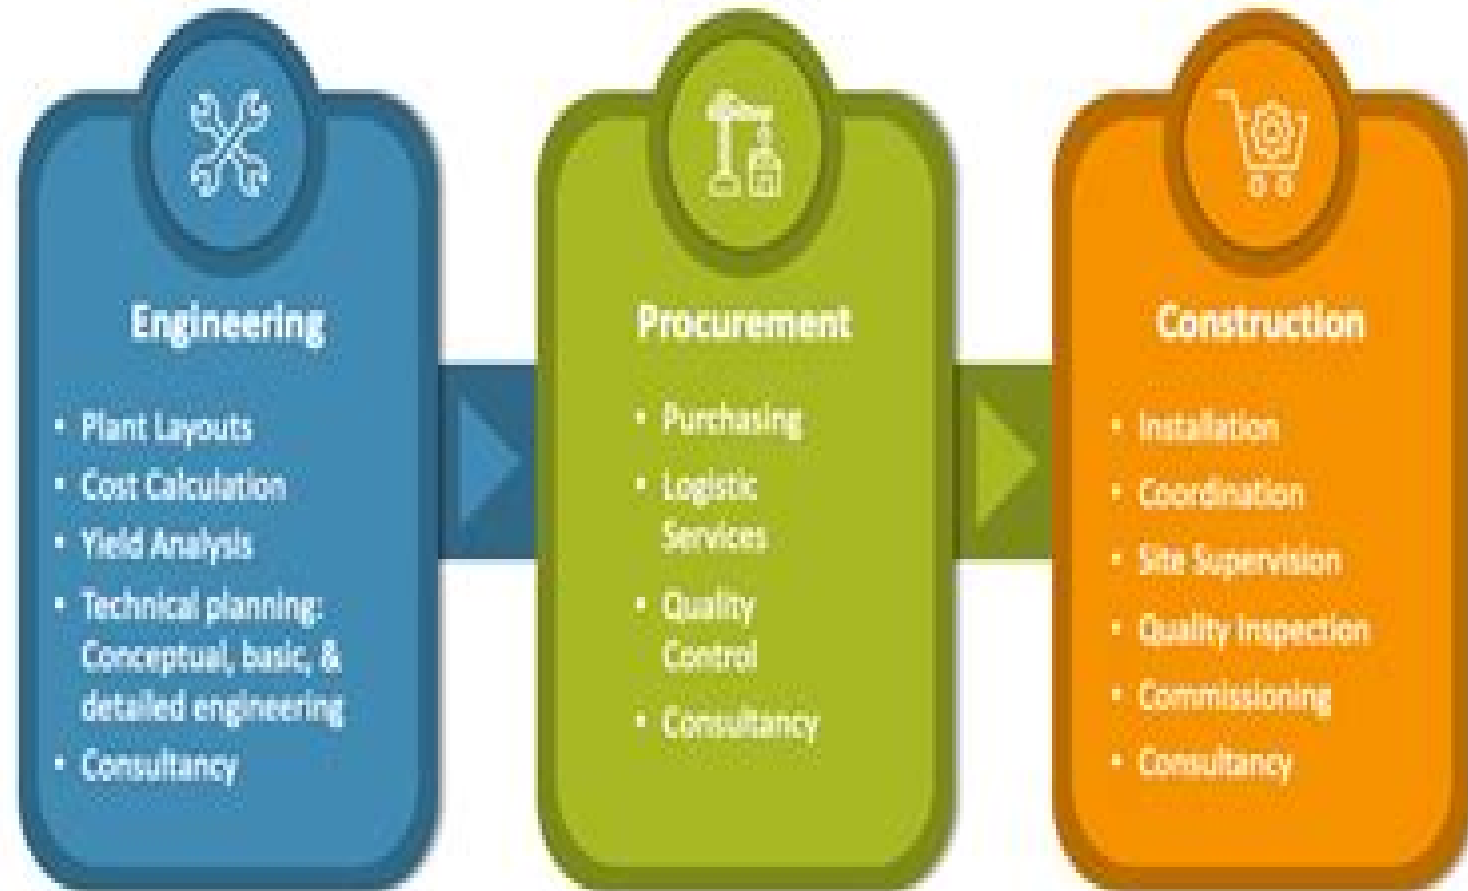 Engineering
• Plant Layouts
• Cost Calculation
• Yield Analysis
• Technical planning:
Conceptual, basic, &
detailed engineering
• Consultancy
Procurement
• Purchasing
• Logistic
Services
• Quality
Control
• Consultancy
Construction
• Installation
• Coordination
• Site Supervision
• Quality Inspection
• Commissioning
• Consultancy